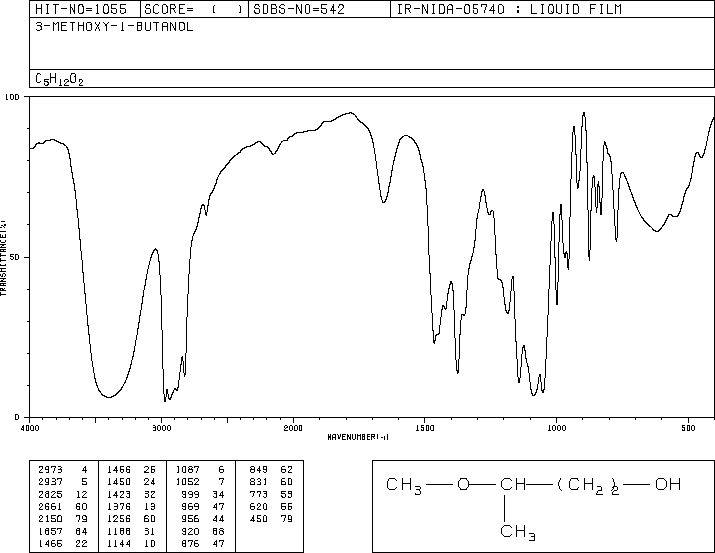 HIT-NO=1055 SCORE= ( ) SDBS-NO=542 IR-NIDA-05740 : LIQUID FILM
3-METHOXY-1-BUTANOL
C5H12O2
100
50
0
TRANSMITTANCE(%)
4000 3000 2000 1500 1000 500
WAVENUMBER(-1)
2973 4 1466 26 1087 6 849 62
2937 5 1450 24 1052 7 831 60
2825 12 1423 32 999 34 773 53
2661 60 1376 13 969 47 620 56
2150 79 1256 60 956 44 450 79
1657 64 1188 31 920 68
1465 22 1144 10 876 47
CH3 O CH (CH2)2 OH
CH3